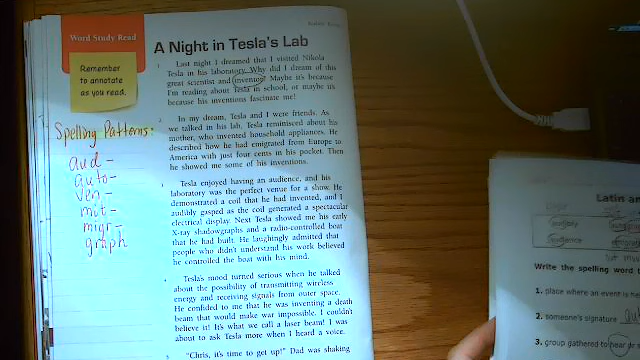 Word Study Read
A Night in Tesla's Lab
Remember
to annotate
as you read.
Last night I dreamed that I visited Nikola
Tesla in his laboratory. Why did I dream of this
great scientist and inventor? Maybe it's because
I'm reading about Tesla in school, or maybe it's
because his inventions fascinate me!
In my dream, Tesla and I were friends. As
we talked in his lab, Tesla reminisced about his
mother, who invented household appliances. He
described how he had emigrated from Europe to
America with just four cents in his pocket. Then
he showed me some of his inventions.
Tesla enjoyed having an audience, and his
laboratory was the perfect venue for a show. He
demonstrated a coil that he had invented, and I
audibly gasped as the coil generated a spectacular
electrical display. Next Tesla showed me his early
X-ray shadowgraphs and a radio-controlled boat
that he had built. He laughingly admitted that
people who didn't understand his work believed
he controlled the boat with his mind.
Tesla's mood turned serious when he talked
about the possibility of transmitting wireless
energy and receiving signals from outer space.
He confided to me that he was inventing a death
beam that would make war impossible. I couldn't
believe it! It's what we call a laser beam! I was
about to ask Tesla more when I heard a voice.
"Chris, it's time to get up!" Dad was shaking
Spelling Patterns:
aud-
auto-
ven-
mit-
migr-
graph
Latin an
auditory
audience
Write the spelling word
1. place where an event is he
2. someone's signature au
3. group gathered to hear or s